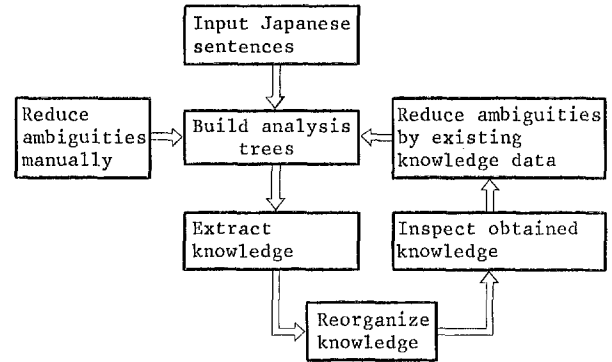 Input Japanese
sentences
Reduce
ambiguities
manually
Build analysis
trees
Reduce ambiguities
by existing
knowledge data
Extract
knowledge
Inspect obtained
knowledge
Reorganize
knowledge